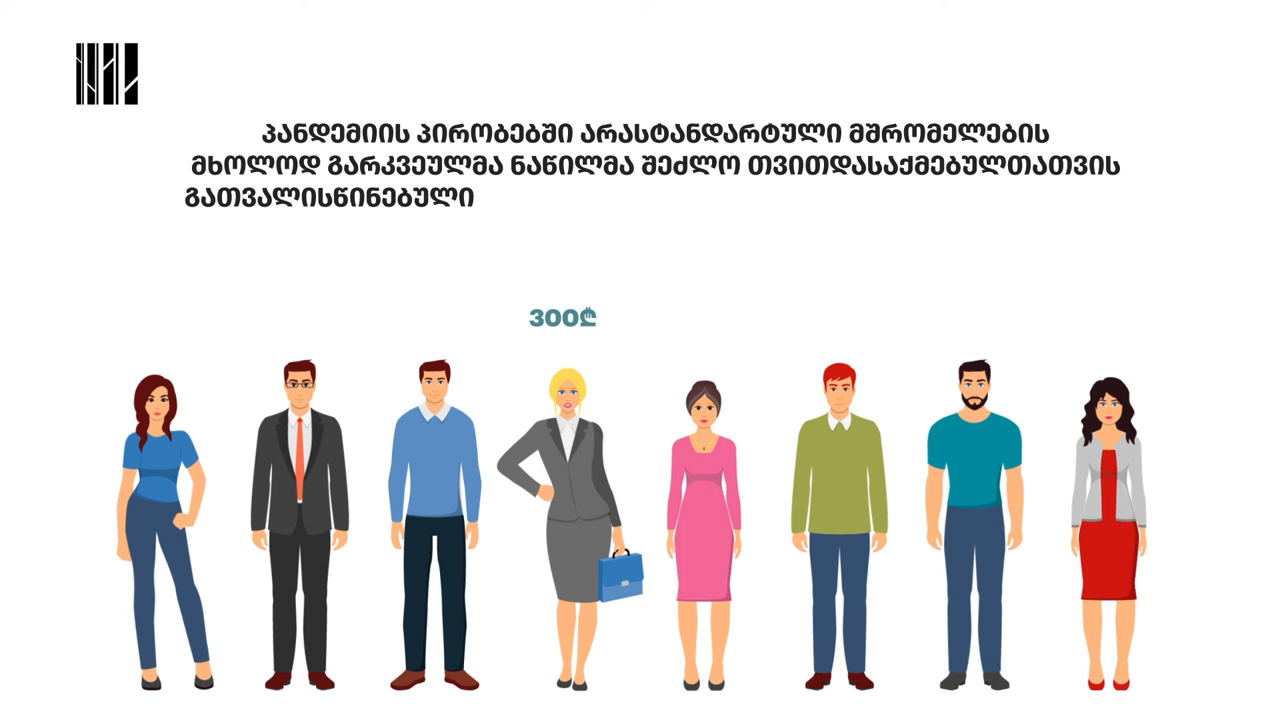 პანდემიის პირობებში არასტანდარტული მშრომელების
მხოლოდ გარკვეულმა ნაწილმა შეძლო თვითდასაქმებულთათვის
გათვალისწინებული
300₾